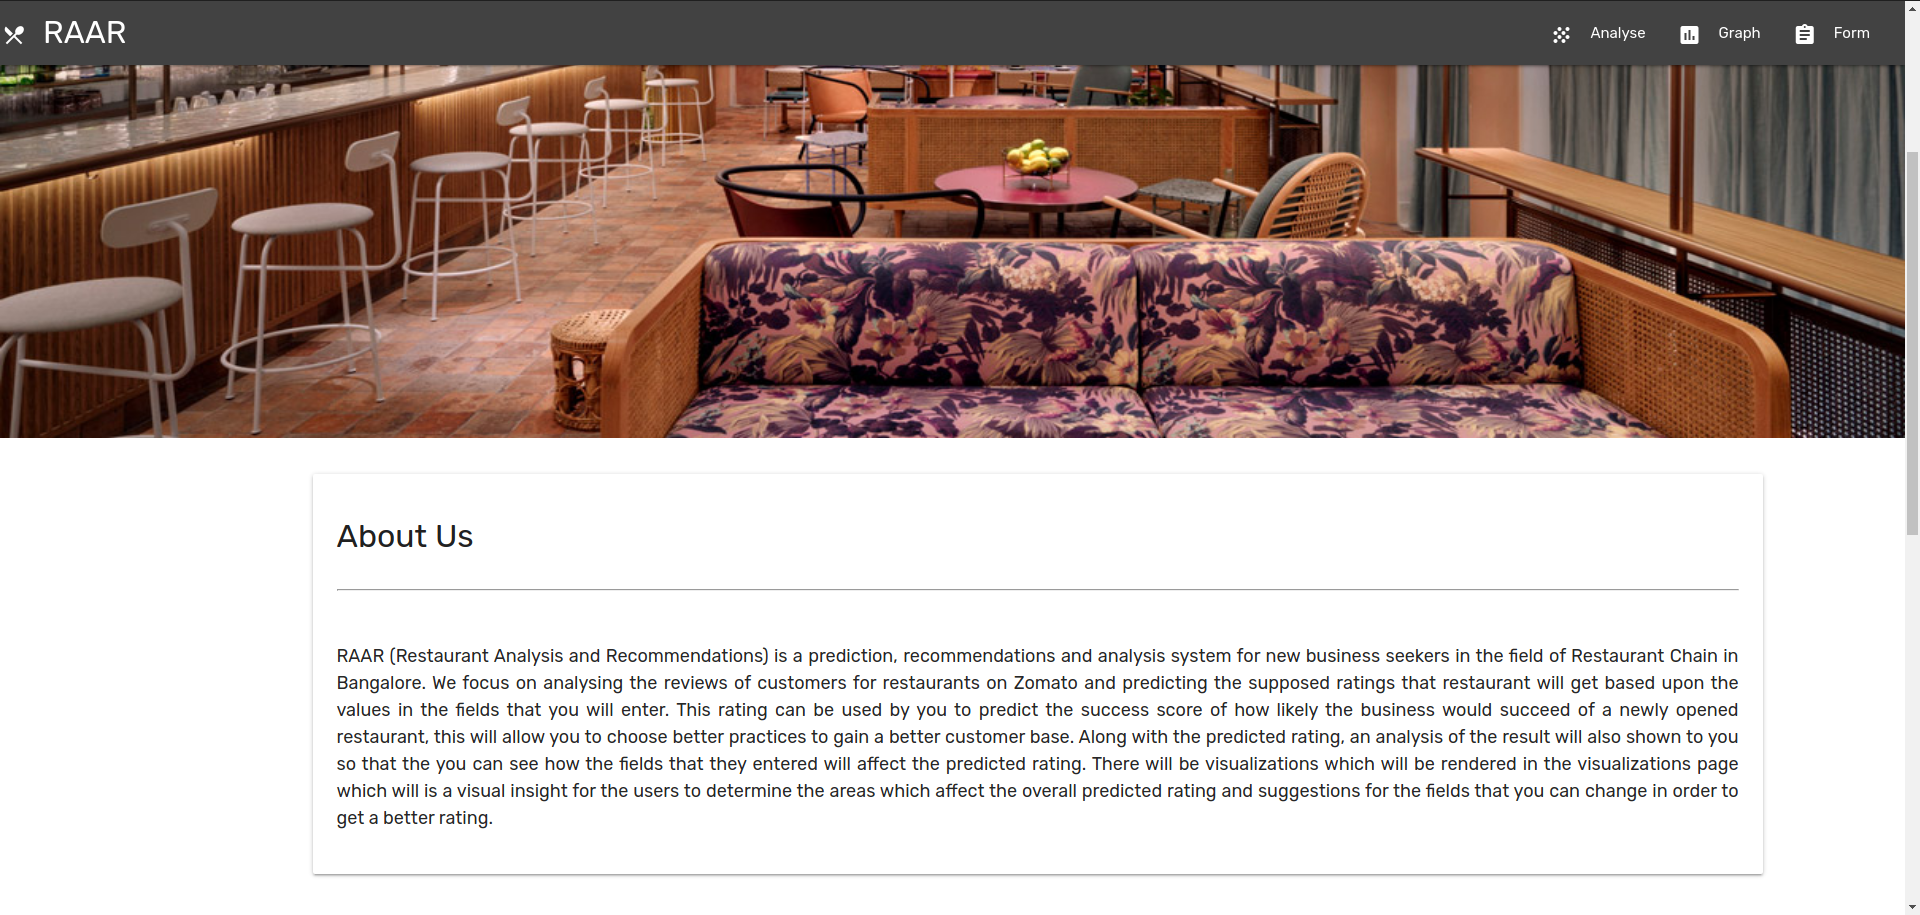 RAAR
Analyse
Graph
Form
About Us
RAAR (Restaurant Analysis and Recommendations) is a prediction, recommendations and analysis system for new business seekers in the field of Restaurant Chain in
Bangalore. We focus on analysing the reviews of customers for restaurants on Zomato and predicting the supposed ratings that restaurant will get based upon the
values in the fields that you will enter. This rating can be used by you to predict the success score of how likely the business would succeed of a newly opened
restaurant, this will allow you to choose better practices to gain a better customer base. Along with the predicted rating, an analysis of the result will also shown to you
so that the you can see how the fields that they entered will affect the predicted rating. There will be visualizations which will be rendered in the visualizations page
which will is a visual insight for the users to determine the areas which affect the overall predicted rating and suggestions for the fields that you can change in order to
get a better rating.